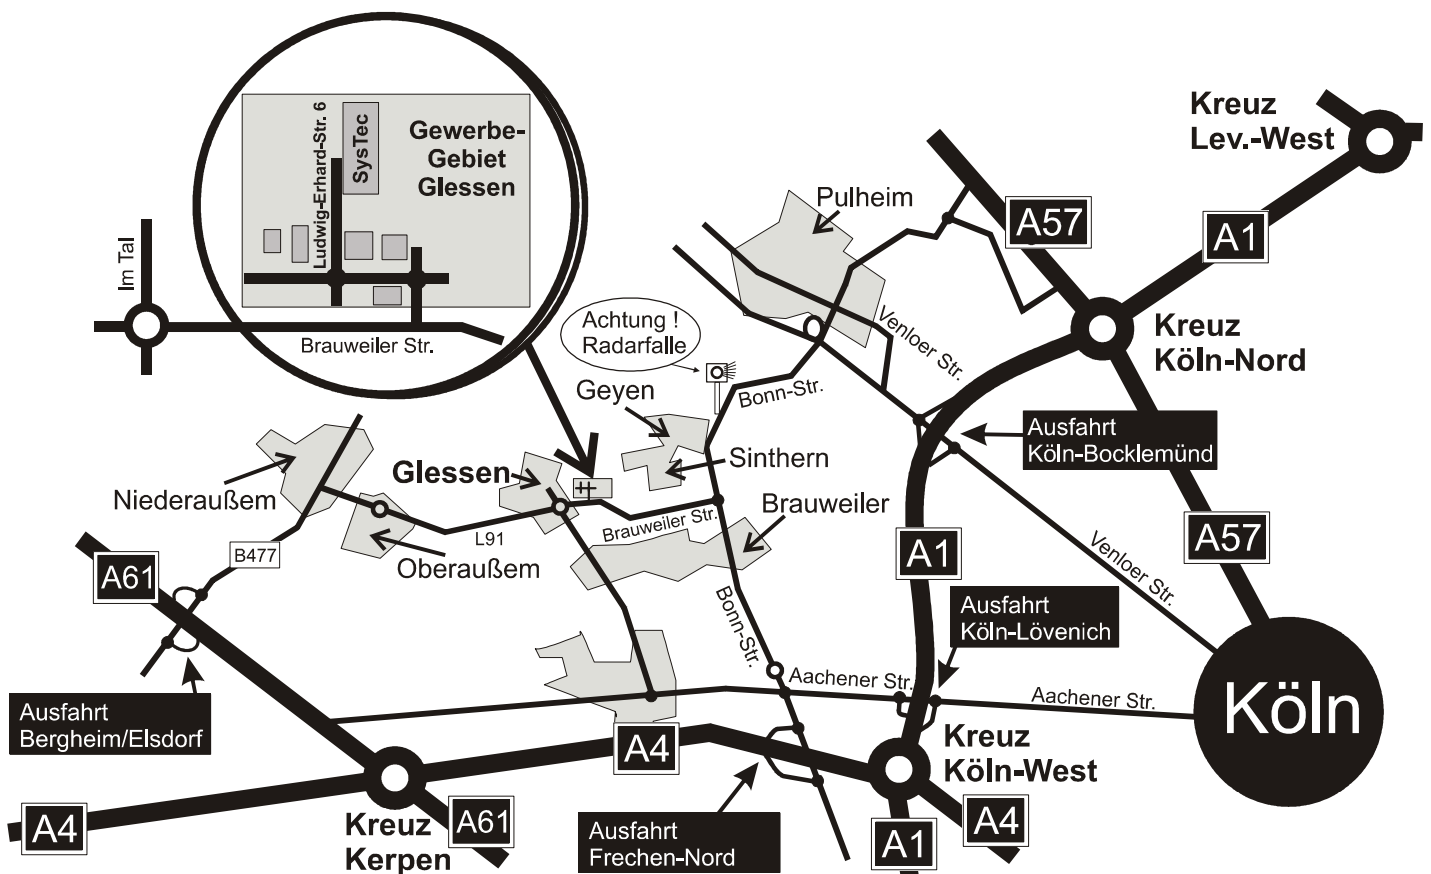 Kreuz
Lev.-West
Ludwig-Erhard-Str. 6
SysTec
Gewerbe-
Gebiet
Glessen
Im Tal
Brauweiler Str.
Pulheim
A57
A1
Achtung !
Radarfalle
Venloer Str.
Kreuz
Köln-Nord
Geyen
Bonn-Str.
Ausfahrt
Köln-Bocklemünd
Niederaußem
Glessen
Sinthern
Brauweiler
Brauweiler Str.
L91
B477
Oberaußem
A61
A1
A57
Venloer Str.
Bonn-Str.
Ausfahrt
Köln-Lövenich
Aachener Str.
Aachener Str.
Köln
Ausfahrt
Bergheim/Elsdorf
A4
Kreuz
Köln-West
A4
Kreuz
Kerpen
A61
Ausfahrt
Frechen-Nord
A1
A4